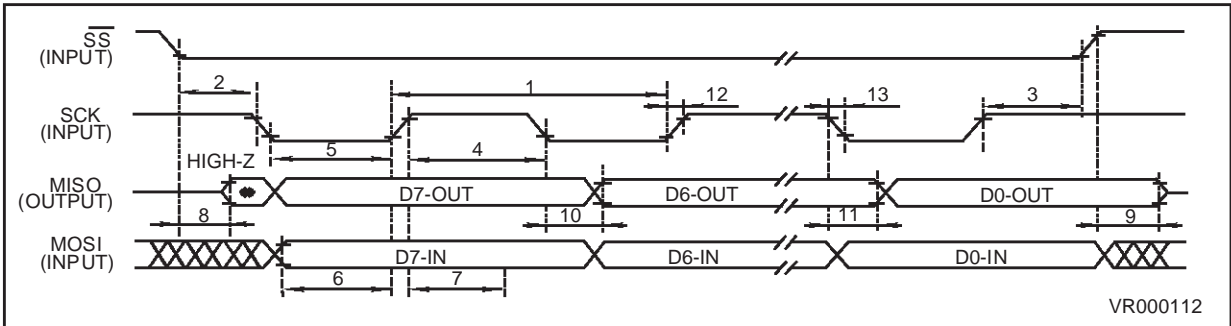 SS
(INPUT)
2
1
12
13
3
SCK
(INPUT)
5
4
HIGH-Z
MISO
(OUTPUT)
D7-OUT
D6-OUT
D0-OUT
8
10
11
9
MOSI
(INPUT)
D7-IN
D6-IN
D0-IN
6
7
VR000112